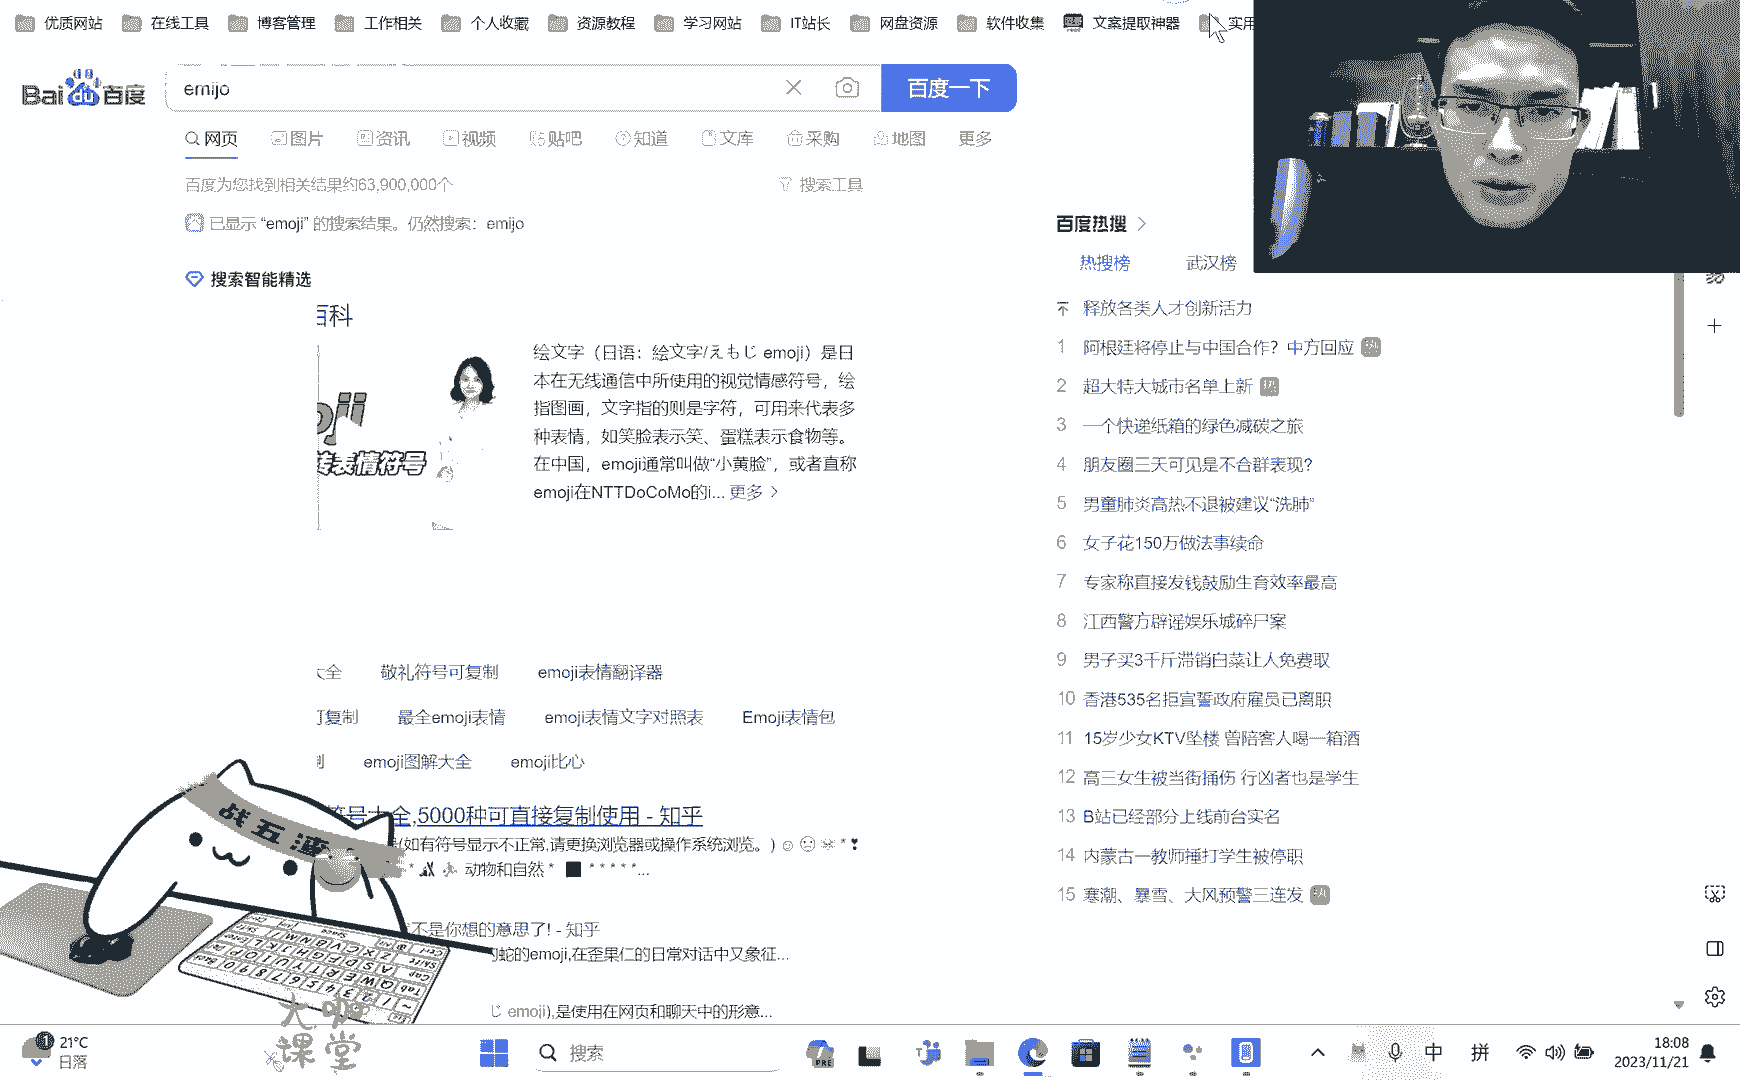 优质网站 在线工具 博客管理 工作相关 个人收藏 资源教程 学习网站 IT站长 网盘资源 软件收集 文案提取神器 实用
Bai du 百度 emijo 百度一下
网页 图片 资讯 视频 贴吧 知道 文库 采购 地图 更多
百度为您找到相关结果约63,900,000个 搜索工具
已显示 “emoji” 的搜索结果。仍然搜索：emijo
搜索智能精选
百科
绘文字（日语：绘文字/えもじ emoji）是日
本在无线通信中所使用的视觉情感符号，绘
指图画，文字指的则是字符，可用来代表多
种表情，如笑脸表示笑、蛋糕表示食物等。
在中国，emoji通常叫做“小黄脸”，或者直称
emoji在NTTDoCoMo的i... 更多
oji
表情符号
大全 敬礼符号可复制 emoji表情翻译器
可复制 最全emoji表情 emoji表情文字对照表 Emoji表情包
emoji图解大全 emoji比心
符号大全,5000种可直接复制使用 - 知乎
(如有符号显示不正常,请更换浏览器或操作系统浏览。)
动物和自然 * * * * * *...
不是你想的意思了! - 知乎
的蛇的emoji,在歪果仁的日常对话中又象征...
じ emoji),是使用在网页和聊天中的形意...
百度热搜
热搜榜 武汉榜
释放各类人才创新活力
1 阿根廷将停止与中国合作？中方回应 热
2 超大特大城市名单上新 热
3 一个快递纸箱的绿色减碳之旅
4 朋友圈三天可见是不合群表现?
5 男童肺炎高热不退被建议“洗肺”
6 女子花150万做法事续命
7 专家称直接发钱鼓励生育效率最高
8 江西警方辟谣娱乐城碎尸案
9 男子买3千斤滞销白菜让人免费取
10 香港535名拒宣誓政府雇员已离职
11 15岁少女KTV坠楼 曾陪客人喝一箱酒
12 高三女生被当街捅伤 行凶者也是学生
13 B站已经部分上线前台实名
14 内蒙古一教师捶打学生被停职
15 寒潮、暴雪、大风预警三连发 热
战五渣
大咖
课堂
1 21°C
日落
搜索
PRE
中 拼
18:08
2023/11/21